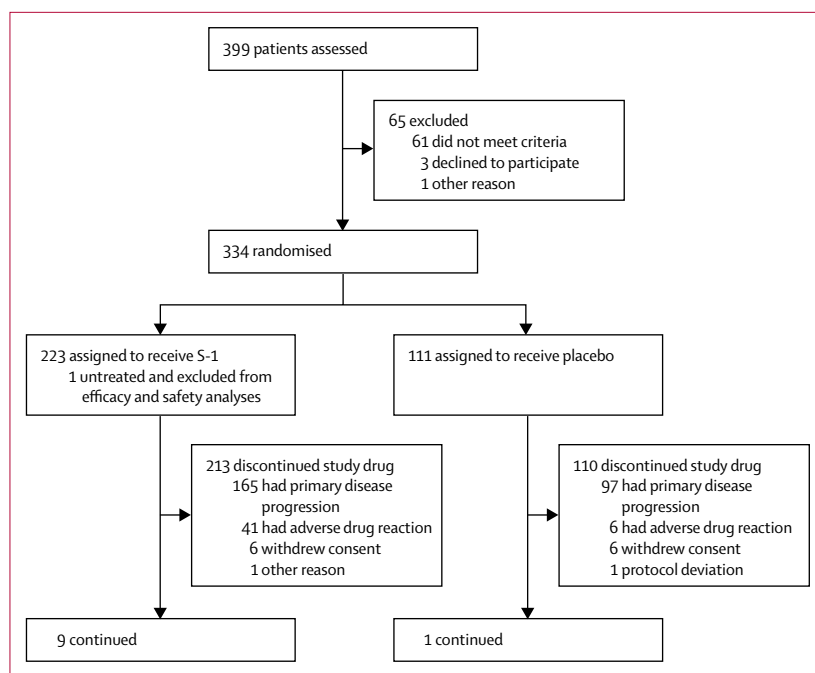 399 patients assessed
65 excluded
61 did not meet criteria
3 declined to participate
1 other reason
334 randomised
223 assigned to receive S-1
1 untreated and excluded from
efficacy and safety analyses
111 assigned to receive placebo
213 discontinued study drug
165 had primary disease
progression
41 had adverse drug reaction
6 withdrew consent
1 other reason
110 discontinued study drug
97 had primary disease
progression
6 had adverse drug reaction
6 withdrew consent
1 protocol deviation
9 continued
1 continued